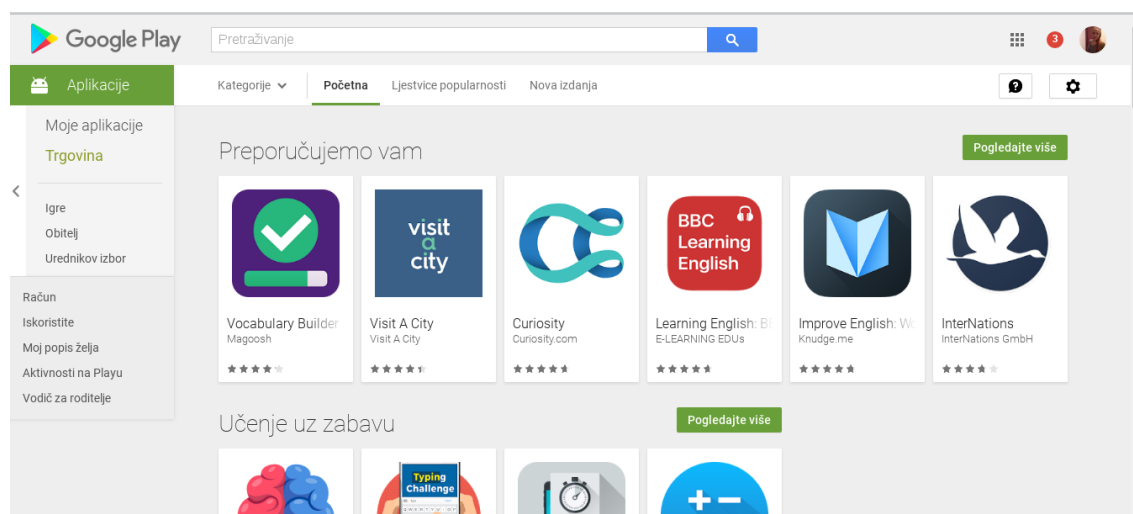 Google Play
Pretraživanje
3
Aplikacije
Kategorije
Početna
Ljestvice popularnosti
Nova izdanja
Moje aplikacije
Trgovina
Igre
Obitelj
Urednikov izbor
Račun
Iskoristite
Moj popis želja
Aktivnosti na Playu
Vodič za roditelje
Preporučujemo vam
Pogledajte više
visit
a
city
BBC
Learning
English
Vocabulary Builder
Magoosh
Visit A City
Visit A City
Curiosity
Curiosity.com
Learning English: B
E-LEARNING EDUs
Improve English: W
Knudge.me
InterNations
InterNations GmbH
Učenje uz zabavu
Pogledajte više
Typing
Challenge